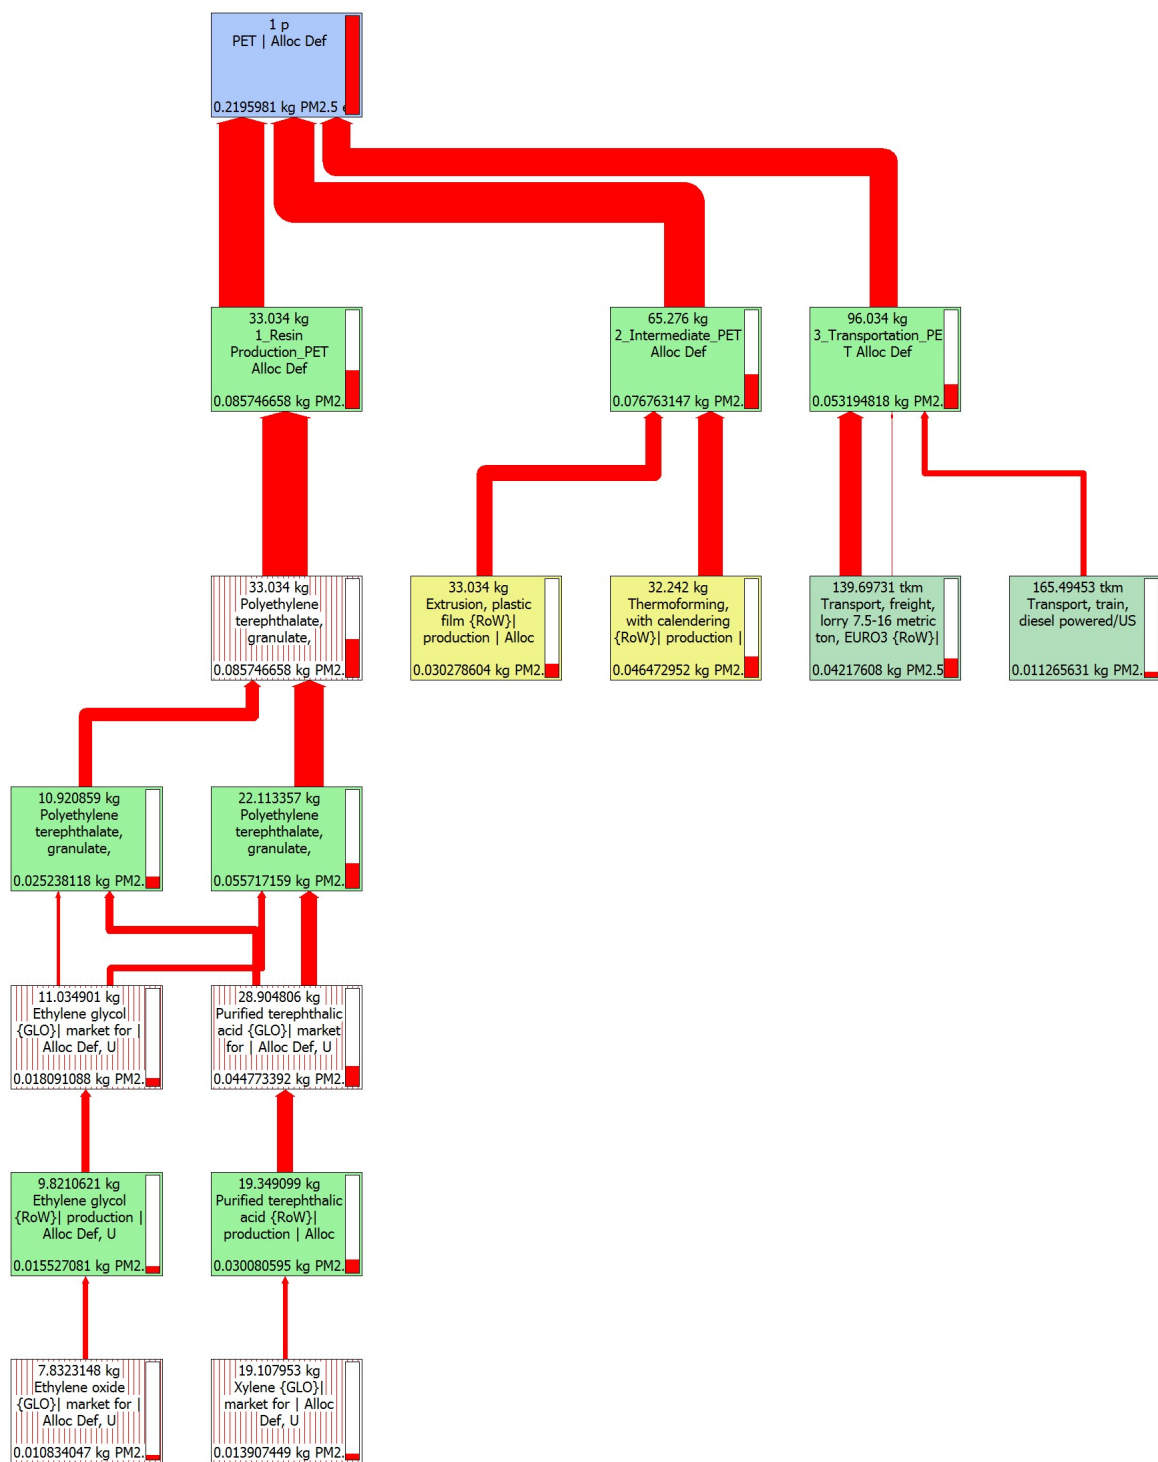 1 p
PET | Alloc Def
0.2195981 kg PM2.5 e
33.034 kg
1_Resin
Production_PET
Alloc Def
0.085746658 kg PM2.
65.276 kg
2_Intermediate_PET
Alloc Def
0.076763147 kg PM2.
96.034 kg
3_Transportation_PE
T Alloc Def
0.053194818 kg PM2.
33.034 kg
Polyethylene
terephthalate,
granulate,
0.085746658 kg PM2.
33.034 kg
Extrusion, plastic
film {RoW}|
production | Alloc
0.030278604 kg PM2.
32.242 kg
Thermoforming,
with calendering
{RoW}| production |
0.046472952 kg PM2.
139.69731 tkm
Transport, freight,
lorry 7.5-16 metric
ton, EURO3 {RoW}|
0.04217608 kg PM2.5
165.49453 tkm
Transport, train,
diesel powered/US
0.011265631 kg PM2.
10.920859 kg
Polyethylene
terephthalate,
granulate,
0.025238118 kg PM2.
22.113357 kg
Polyethylene
terephthalate,
granulate,
0.055717159 kg PM2.
11.034901 kg
Ethylene glycol
{GLO}| market for |
Alloc Def, U
0.018091088 kg PM2.
28.904806 kg
Purified terephthalic
acid {GLO}| market
for | Alloc Def, U
0.044773392 kg PM2.
9.8210621 kg
Ethylene glycol
{RoW}| production |
Alloc Def, U
0.015527081 kg PM2.
19.349099 kg
Purified terephthalic
acid {RoW}|
production | Alloc
0.030080595 kg PM2.
7.8323148 kg
Ethylene oxide
{GLO}| market for |
Alloc Def, U
0.010834047 kg PM2.
19.107953 kg
Xylene {GLO}|
market for | Alloc
Def, U
0.013907449 kg PM2.